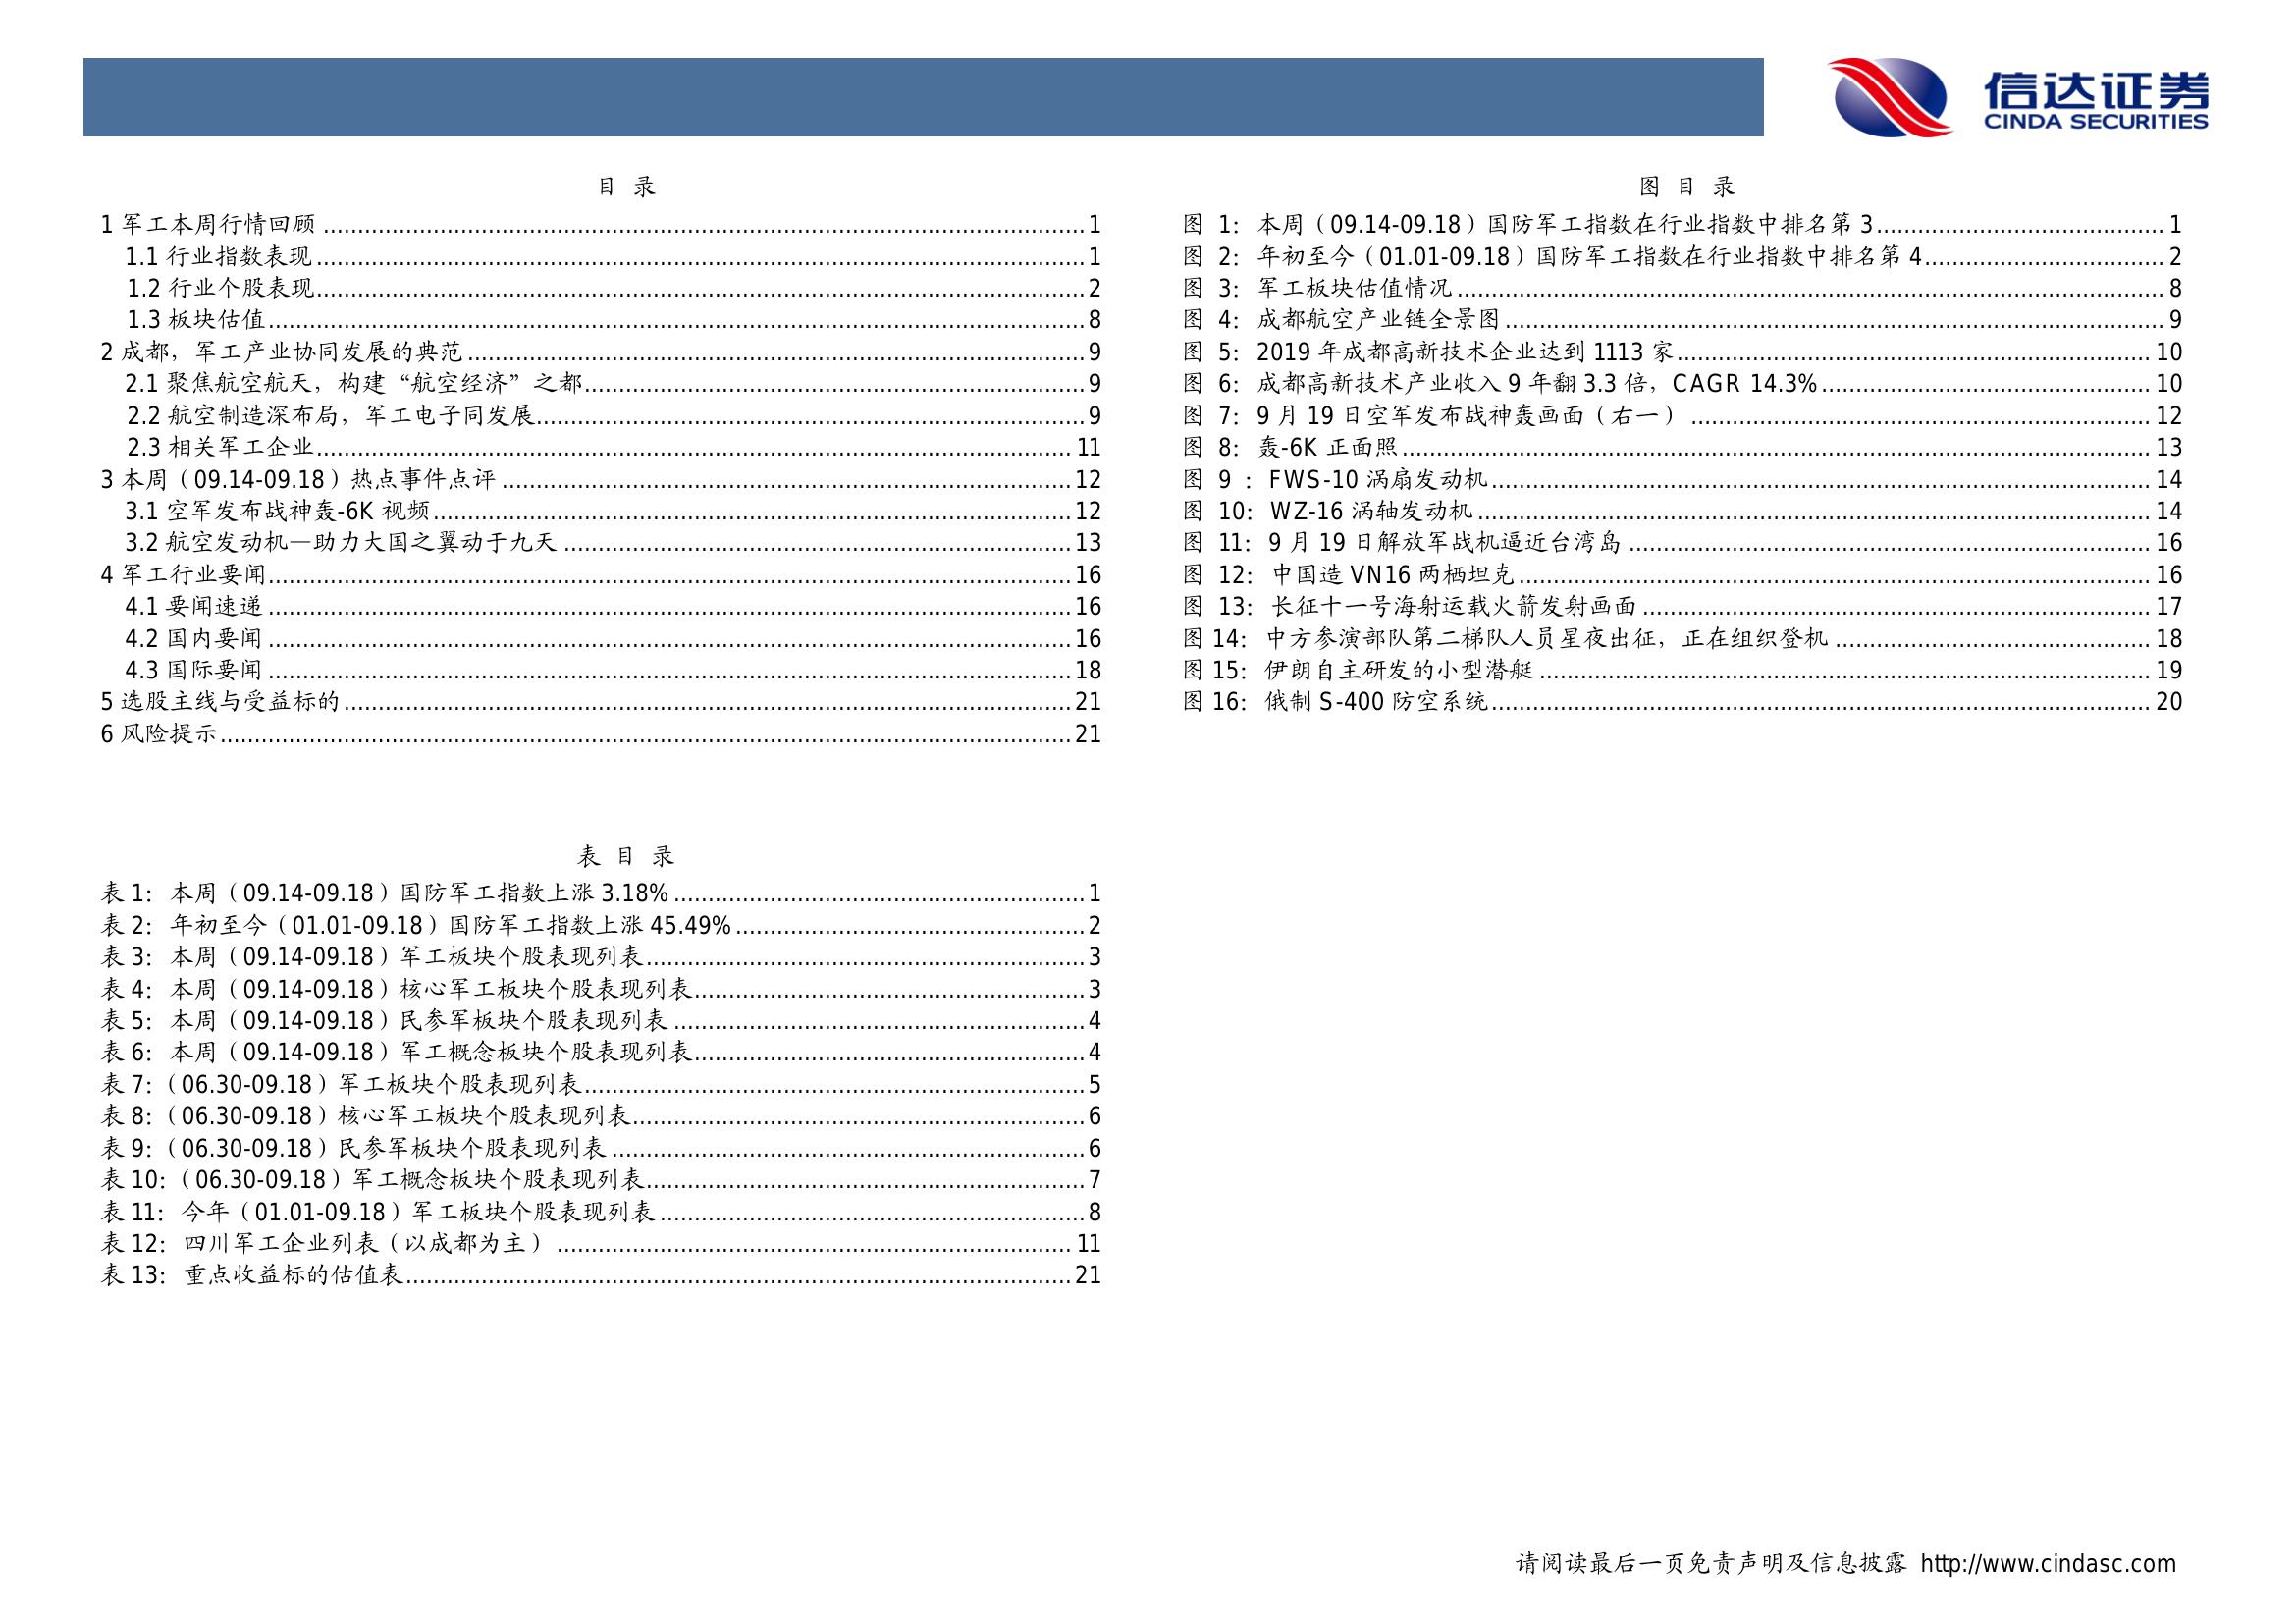 信达证券
CINDA SECURITIES
目 录
1 军工本周行情回顾 ........ 1
1.1 行业指数表现 ........ 1
1.2 行业个股表现 ........ 2
1.3 板块估值 ........ 8
2 成都，军工产业协同发展的典范 ........ 9
2.1 聚焦航空航天，构建“航空经济”之都 ........ 9
2.2 航空制造深布局，军工电子同发展 ........ 9
2.3 相关军工企业 ........ 11
3 本周（09.14-09.18）热点事件点评 ........ 12
3.1 空军发布战神轰-6K 视频 ........ 12
3.2 航空发动机—助力大国之翼动于九天 ........ 13
4 军工行业要闻 ........ 16
4.1 要闻速递 ........ 16
4.2 国内要闻 ........ 16
4.3 国际要闻 ........ 18
5 选股主线与受益标的 ........ 21
6 风险提示 ........ 21
表 目 录
表 1：本周（09.14-09.18）国防军工指数上涨 3.18% ........ 1
表 2：年初至今（01.01-09.18）国防军工指数上涨 45.49% ........ 2
表 3：本周（09.14-09.18）军工板块个股表现列表 ........ 3
表 4：本周（09.14-09.18）核心军工板块个股表现列表 ........ 3
表 5：本周（09.14-09.18）民参军板块个股表现列表 ........ 4
表 6：本周（09.14-09.18）军工概念板块个股表现列表 ........ 4
表 7:（06.30-09.18）军工板块个股表现列表 ........ 5
表 8:（06.30-09.18）核心军工板块个股表现列表 ........ 6
表 9:（06.30-09.18）民参军板块个股表现列表 ........ 6
表 10:（06.30-09.18）军工概念板块个股表现列表 ........ 7
表 11：今年（01.01-09.18）军工板块个股表现列表 ........ 8
表 12：四川军工企业列表（以成都为主） ........ 11
表 13：重点收益标的估值表 ........ 21
图 目 录
图 1：本周（09.14-09.18）国防军工指数在行业指数中排名第 3 ........ 1
图 2：年初至今（01.01-09.18）国防军工指数在行业指数中排名第 4 ........ 2
图 3：军工板块估值情况 ........ 8
图 4：成都航空产业链全景图 ........ 9
图 5：2019 年成都高新技术企业达到 1113 家 ........ 10
图 6：成都高新技术产业收入 9 年翻 3.3 倍，CAGR 14.3% ........ 10
图 7：9 月 19 日空军发布战神轰画面（右一） ........ 12
图 8：轰-6K 正面照 ........ 13
图 9 ：FWS-10 涡扇发动机 ........ 14
图 10：WZ-16 涡轴发动机 ........ 14
图 11：9 月 19 日解放军战机逼近台湾岛 ........ 16
图 12：中国造 VN16 两栖坦克 ........ 16
图 13：长征十一号海射运载火箭发射画面 ........ 17
图 14：中方参演部队第二梯队人员星夜出征，正在组织登机 ........ 18
图 15：伊朗自主研发的小型潜艇 ........ 19
图 16：俄制 S-400 防空系统 ........ 20
请阅读最后一页免责声明及信息披露 http://www.cindasc.com